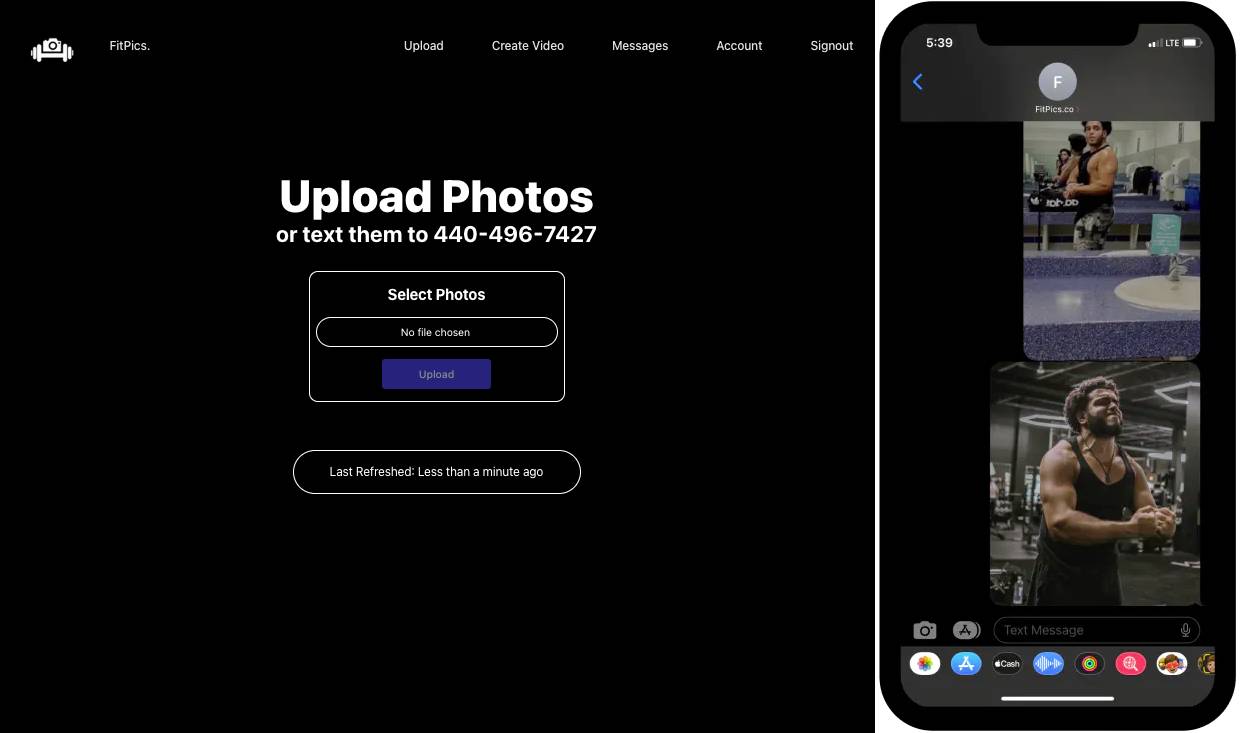 FitPics.
Upload
Create Video
Messages
Account
Signout
Upload Photos
or text them to 440-496-7427
Select Photos
No file chosen
Upload
Last Refreshed: Less than a minute ago
5:39
LTE
F
FitPics.co
Text Message
Cash